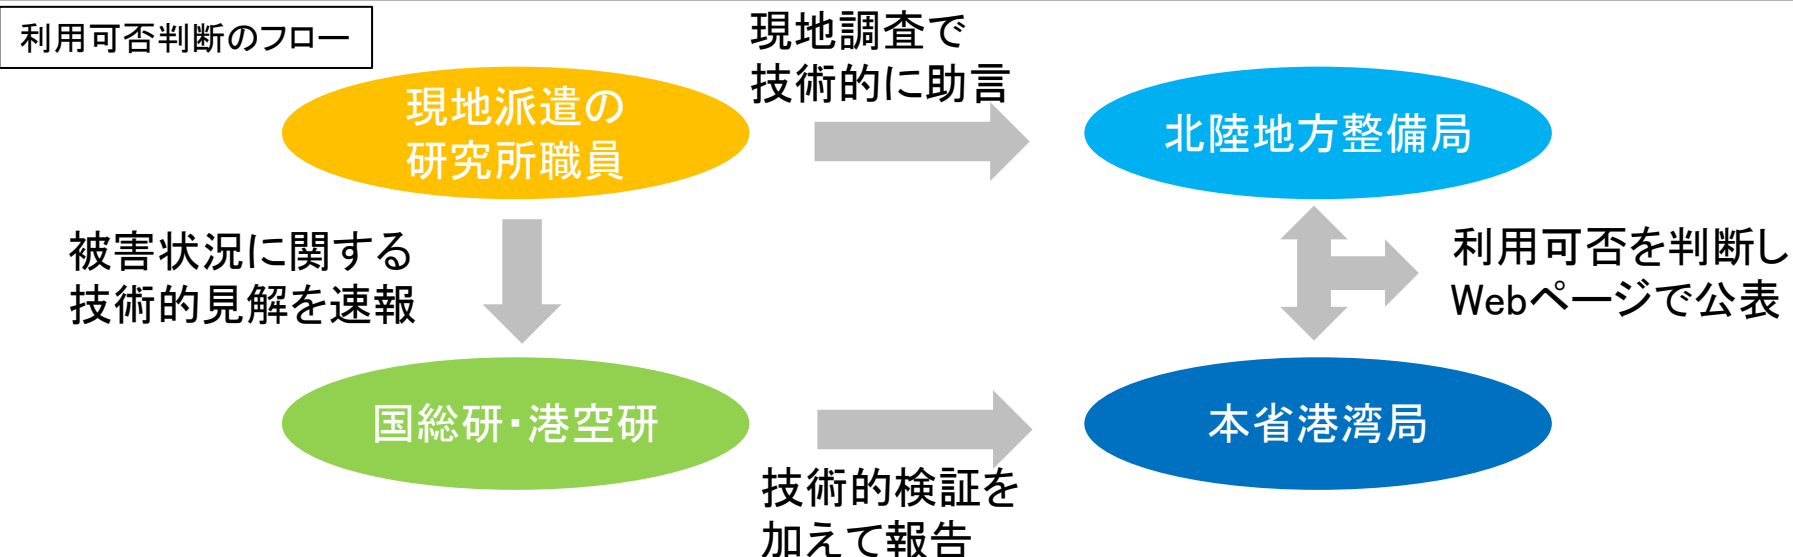 利用可否判断のフロー
現地調査で
技術的に助言
現地派遣の
研究所職員
北陸地方整備局
被害状況に関する
技術的見解を速報
利用可否を判断し
Webページで公表
国総研・港空研
本省港湾局
技術的検証を
加えて報告